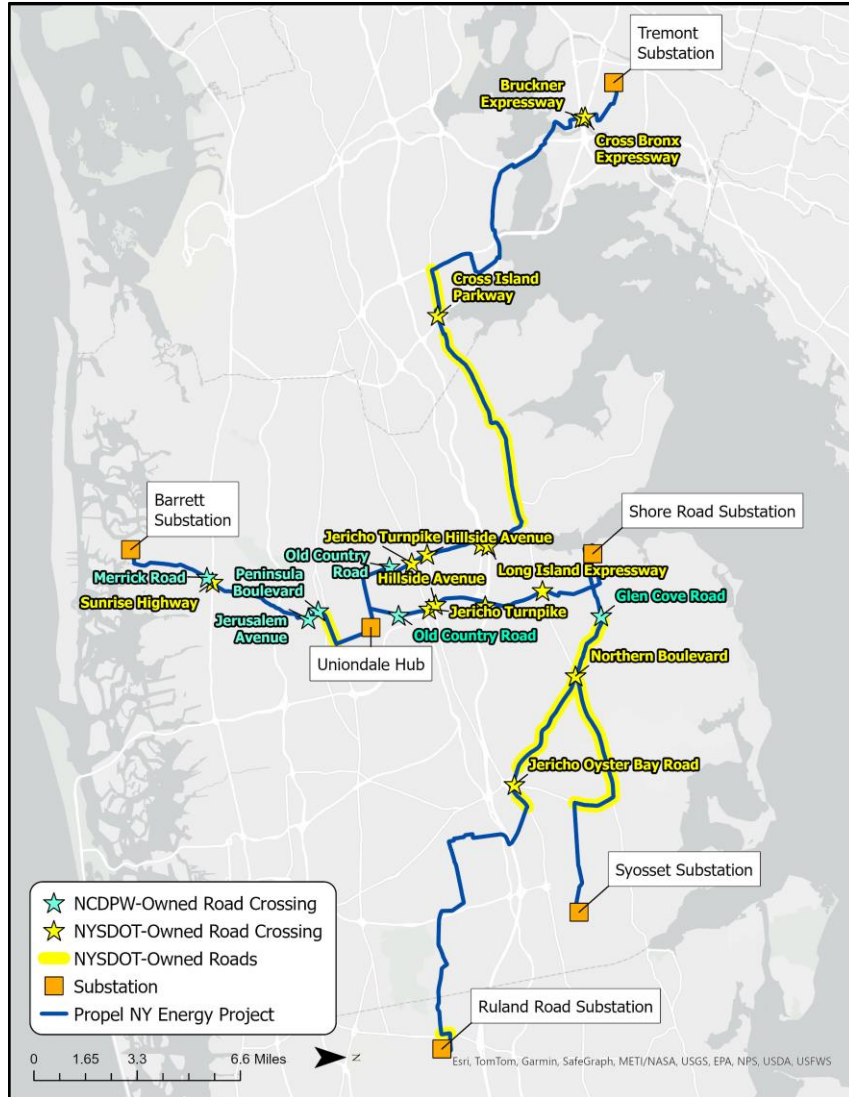 Tremont
Substation
Bruckner
Expressway
Cross Bronx
Expressway
Cross Island
Parkway
Barrett
Substation
Shore Road Substation
Jericho Turnpike
Hillside Avenue
Old Country
Road
Merrick Road
Peninsula
Boulevard
Hillside Avenue
Long Island Expressway
Sunrise Highway
Jericho Turnpike
Glen Cove Road
Jerusalem
Avenue
Old Country Road
Uniondale Hub
Northern Boulevard
Jericho Oyster Bay Road
Syosset Substation
Ruland Road Substation
NCDPW-Owned Road Crossing
NYSDOT-Owned Road Crossing
NYSDOT-Owned Roads
Substation
Propel NY Energy Project
0 1.65 3.3 6.6 Miles
N
Esri, TomTom, Garmin, SafeGraph, METI/NASA, USGS, EPA, NPS, USDA, USFWS